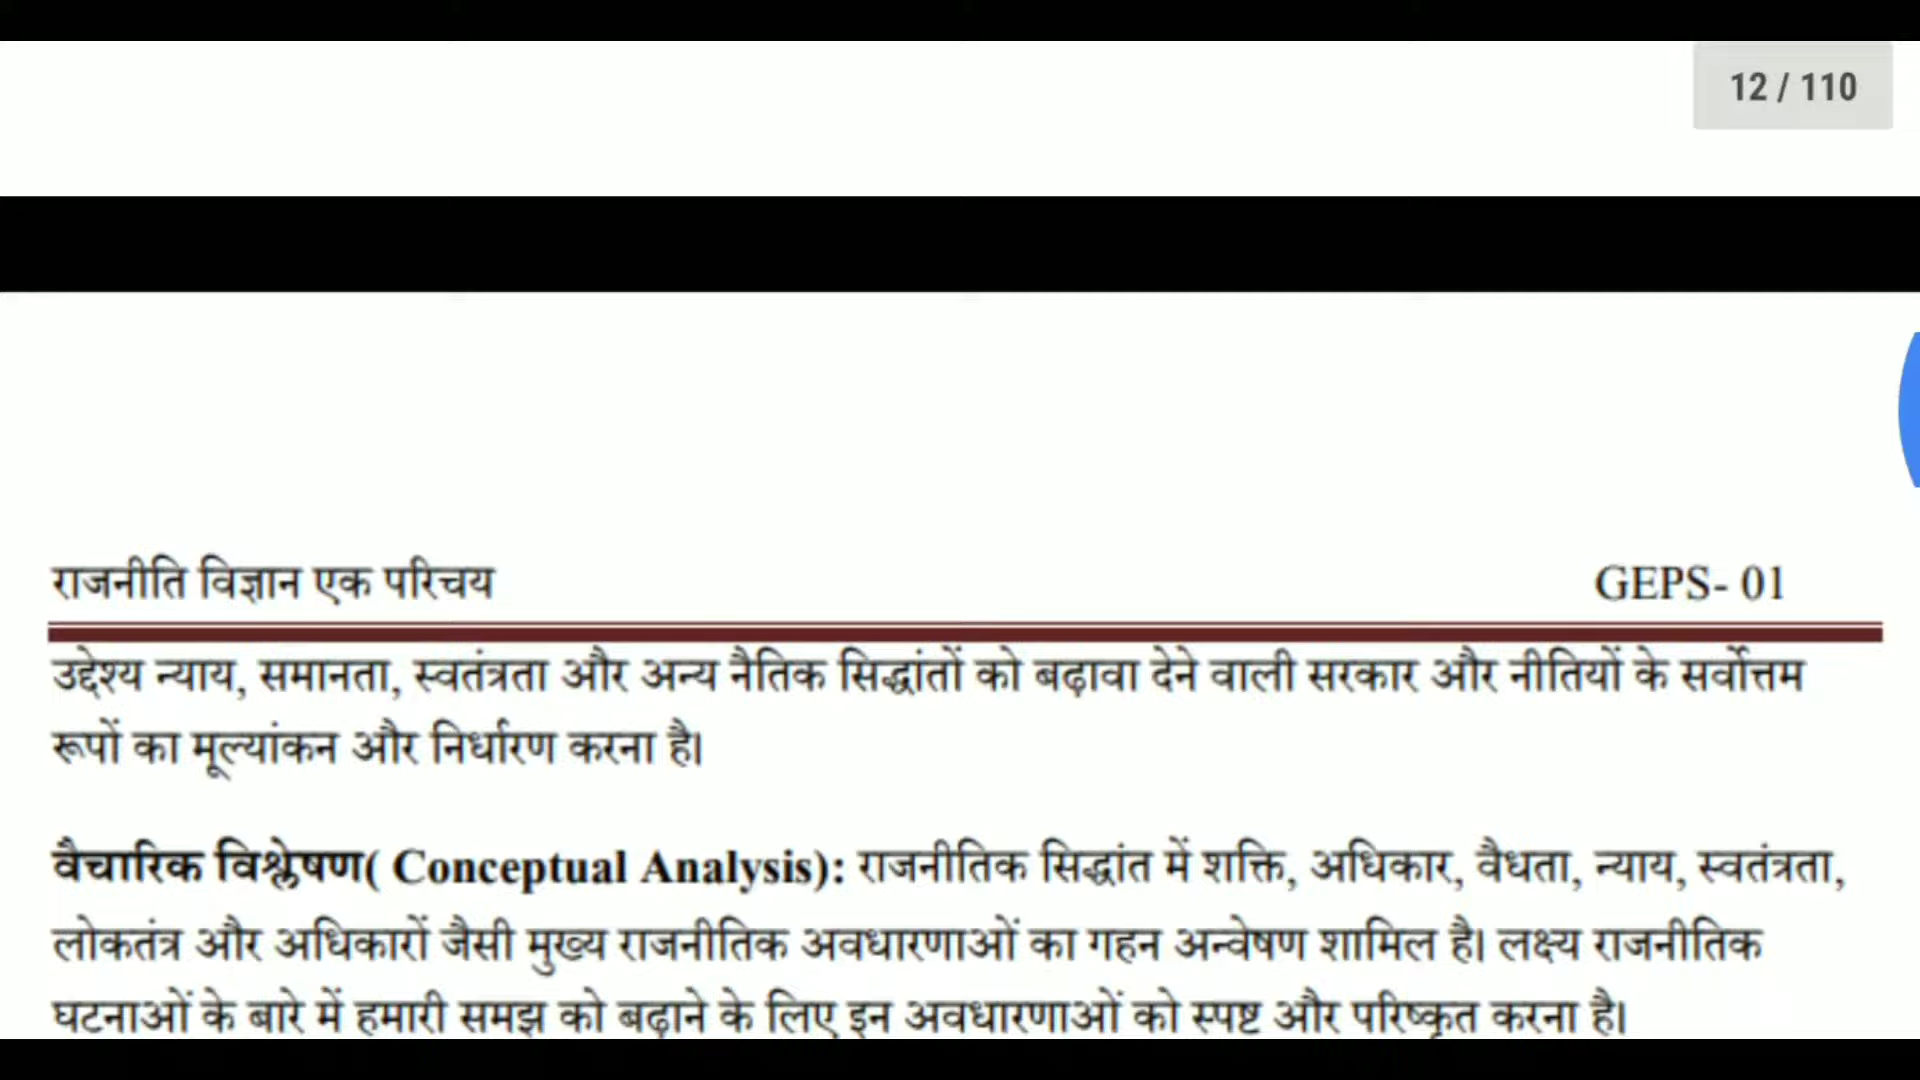 12 / 110
राजनीति विज्ञान एक परिचय GEPS- 01
उद्देश्य न्याय, समानता, स्वतंत्रता और अन्य नैतिक सिद्धांतों को बढ़ावा देने वाली सरकार और नीतियों के सर्वोत्तम
रूपों का मूल्यांकन और निर्धारण करना है।
वैचारिक विश्लेषण( Conceptual Analysis): राजनीतिक सिद्धांत में शक्ति, अधिकार, वैधता, न्याय, स्वतंत्रता,
लोकतंत्र और अधिकारों जैसी मुख्य राजनीतिक अवधारणाओं का गहन अन्वेषण शामिल है। लक्ष्य राजनीतिक
घटनाओं के बारे में हमारी समझ को बढ़ाने के लिए इन अवधारणाओं को स्पष्ट और परिष्कृत करना है।